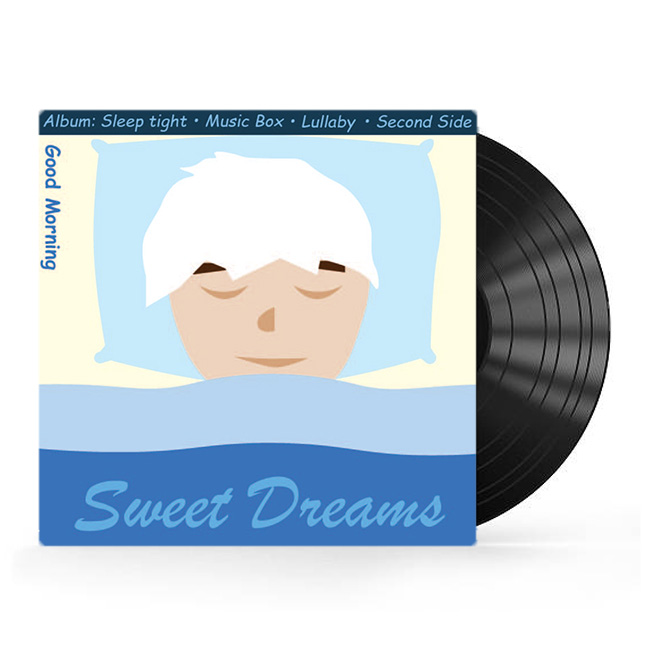 Album: Sleep tight • Music Box • Lullaby • Second Side
Good Morning
Sweet Dreams